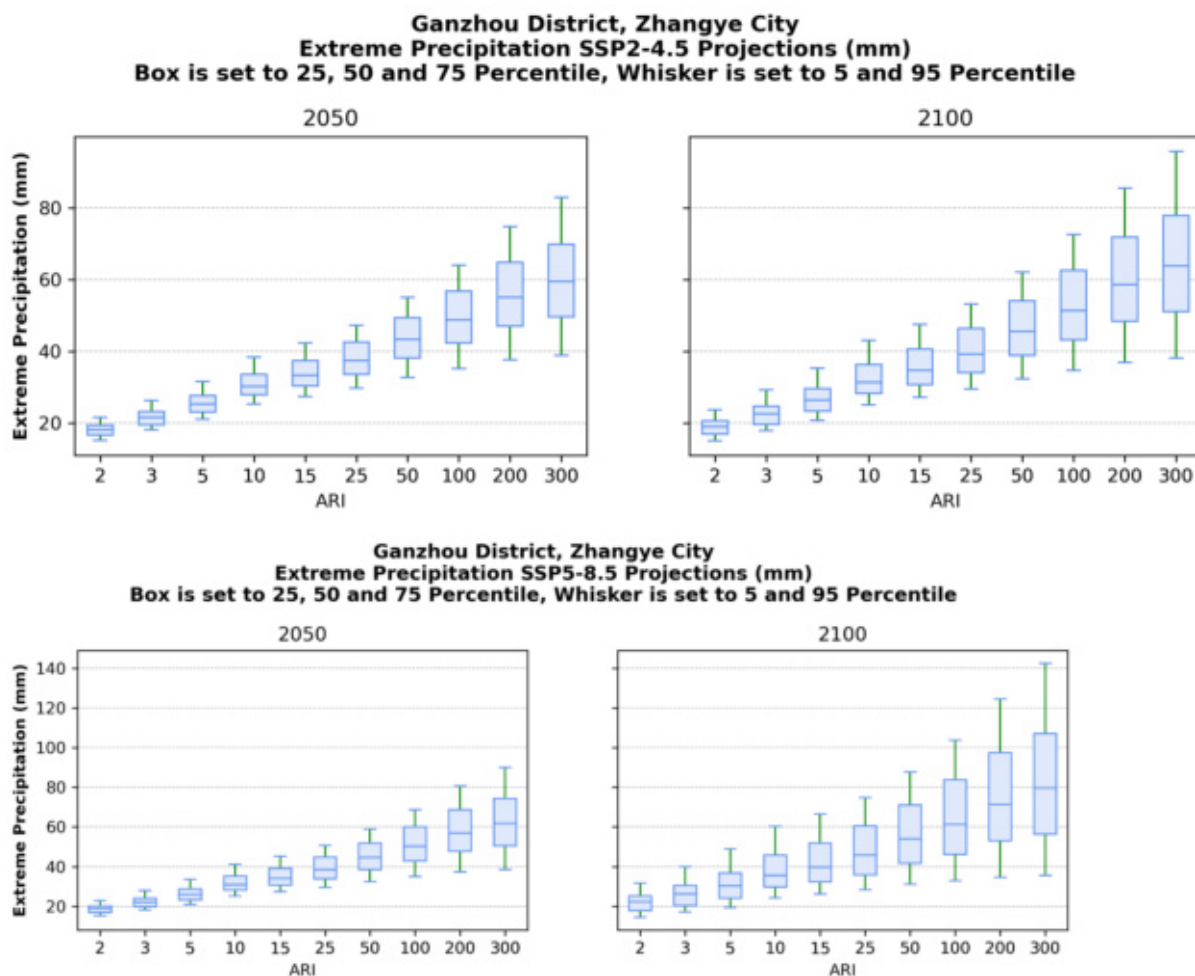 Ganzhou District, Zhangye City
Extreme Precipitation SSP2-4.5 Projections (mm)
Box is set to 25, 50 and 75 Percentile, Whisker is set to 5 and 95 Percentile
2050 2100
Extreme Precipitation (mm)
80
60
40
20
2 3 5 10 15 25 50 100 200 300 2 3 5 10 15 25 50 100 200 300
ARI ARI
Ganzhou District, Zhangye City
Extreme Precipitation SSP5-8.5 Projections (mm)
Box is set to 25, 50 and 75 Percentile, Whisker is set to 5 and 95 Percentile
2050 2100
Extreme Precipitation (mm)
140
120
100
80
60
40
20
2 3 5 10 15 25 50 100 200 300 2 3 5 10 15 25 50 100 200 300
ARI ARI